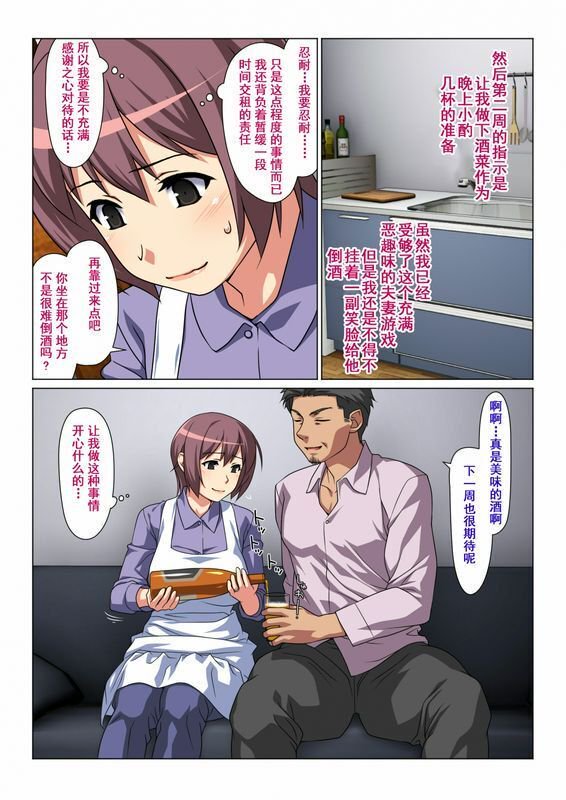 然后第二周的指示是
让我做下酒菜作为
晚上小酌
几杯的准备
虽然我已经
受够了这个充满
恶趣味的夫妻游戏
但是我还是不得不
挂着一副笑脸给他
倒酒
忍耐…我要忍耐…
只是这点程度的事情而已
我还背负着暂缓一段
时间交租的责任
所以我要是不充满
感谢之心对待的话…
再靠过来点吧
你坐在那个地方
不是很难倒酒吗？
啊啊…真是美味的酒啊
下一周也很期待呢
让我做这种事情
开心什么的…
トッ
トッ
トッ